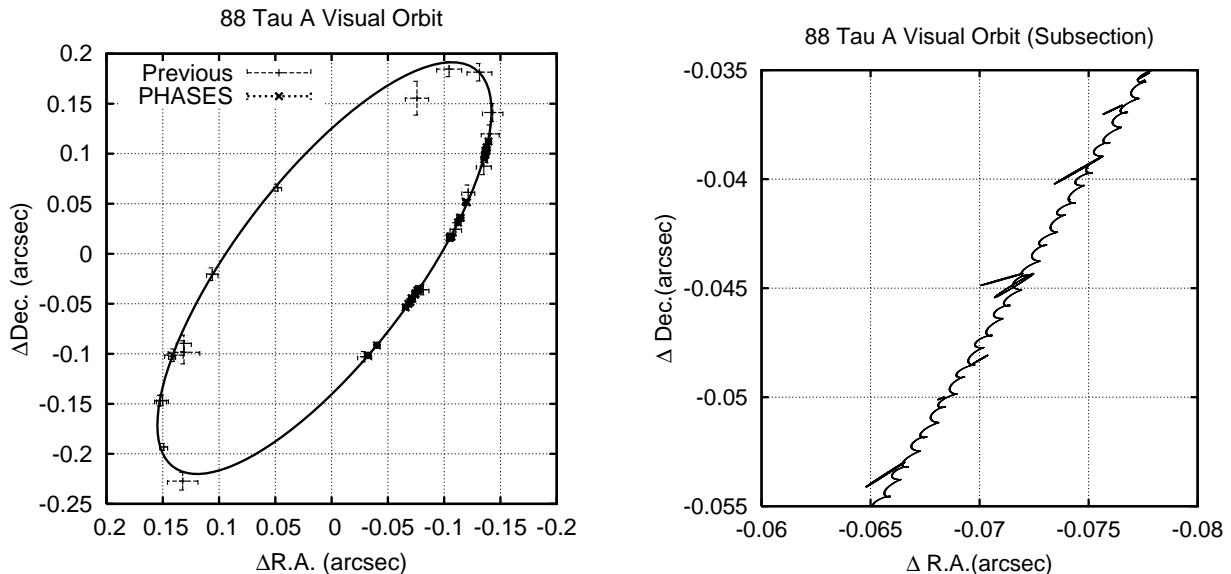 88 Tau A Visual Orbit
Previous
PHASES
0.2
0.15
0.1
0.05
0
-0.05
-0.1
-0.15
-0.2
-0.25
ΔDec. (arcsec)
0.2 0.15 0.1 0.05 0 -0.05 -0.1 -0.15 -0.2
ΔR.A. (arcsec)
88 Tau A Visual Orbit (Subsection)
-0.035
-0.04
-0.045
-0.05
-0.055
Δ Dec.(arcsec)
-0.06 -0.065 -0.07 -0.075 -0.08
Δ R.A.(arcsec)